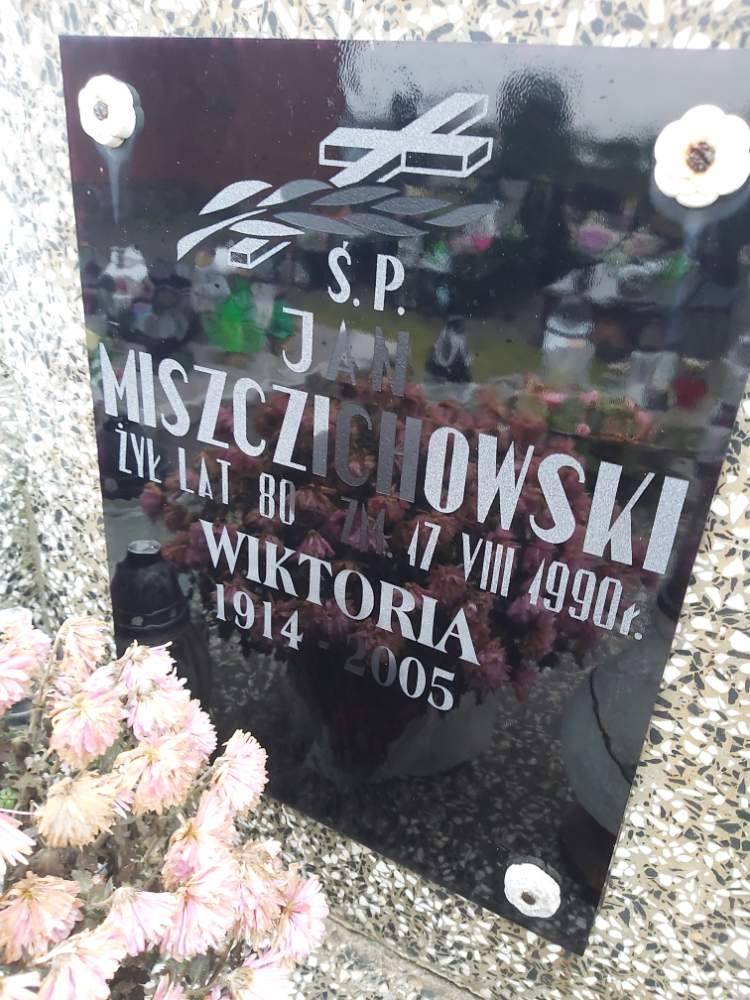 Ś. P.
JAN
MISZCZICHOWSKI
ŻYŁ LAT 80 ZM. 17 VIII 1990r.
WIKTORIA
1914 - 2005